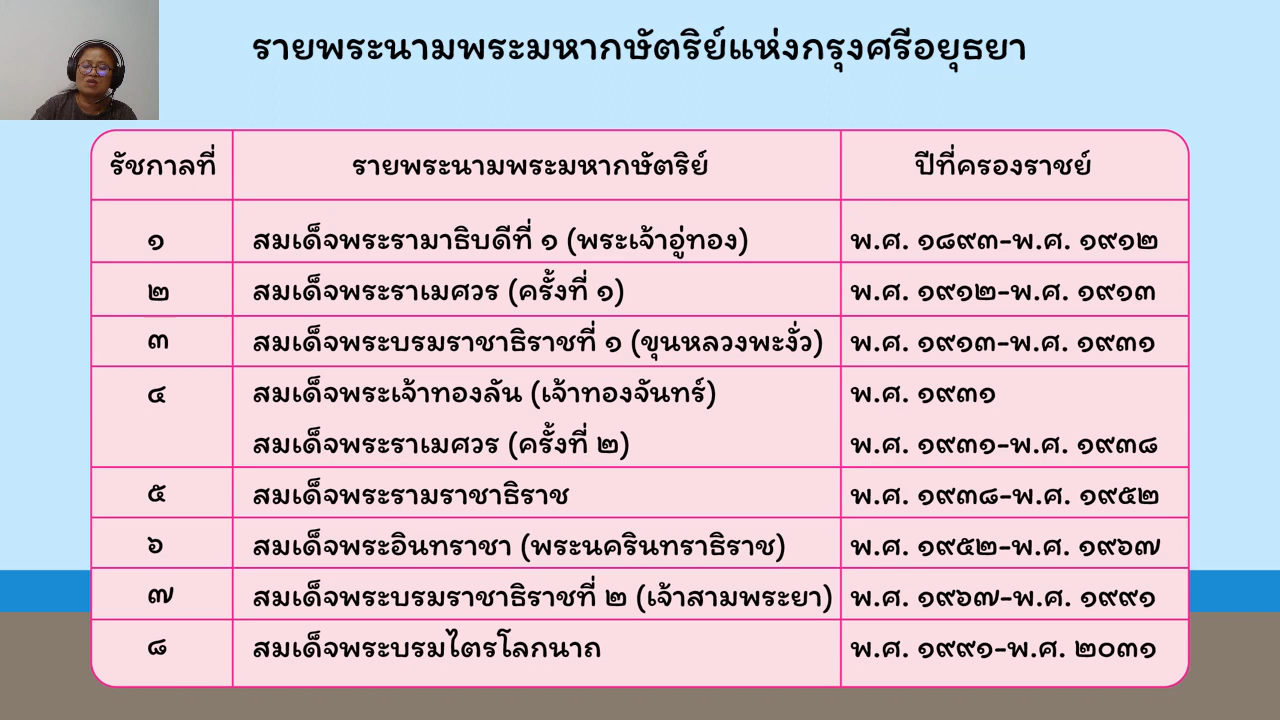 รายพระนามพระมหากษัตริย์แห่งกรุงศรีอยุธยา
รัชกาลที่ รายพระนามพระมหากษัตริย์ ปีที่ครองราชย์
๑ สมเด็จพระรามาธิบดีที่ ๑ (พระเจ้าอู่ทอง) พ.ศ. ๑๘๙๓-พ.ศ. ๑๙๑๒
๒ สมเด็จพระราเมศวร (ครั้งที่ ๑) พ.ศ. ๑๙๑๒-พ.ศ. ๑๙๑๓
๓ สมเด็จพระบรมราชาธิราชที่ ๑ (ขุนหลวงพะงั่ว) พ.ศ. ๑๙๑๓-พ.ศ. ๑๙๓๑
๔ สมเด็จพระเจ้าทองลัน (เจ้าทองจันทร์) พ.ศ. ๑๙๓๑
สมเด็จพระราเมศวร (ครั้งที่ ๒) พ.ศ. ๑๙๓๑-พ.ศ. ๑๙๓๘
๕ สมเด็จพระรามราชาธิราช พ.ศ. ๑๙๓๘-พ.ศ. ๑๙๕๒
๖ สมเด็จพระอินทราชา (พระนครินทราธิราช) พ.ศ. ๑๙๕๒-พ.ศ. ๑๙๖๗
๗ สมเด็จพระบรมราชาธิราชที่ ๒ (เจ้าสามพระยา) พ.ศ. ๑๙๖๗-พ.ศ. ๑๙๙๑
๘ สมเด็จพระบรมไตรโลกนาถ พ.ศ. ๑๙๙๑-พ.ศ. ๒๐๓๑